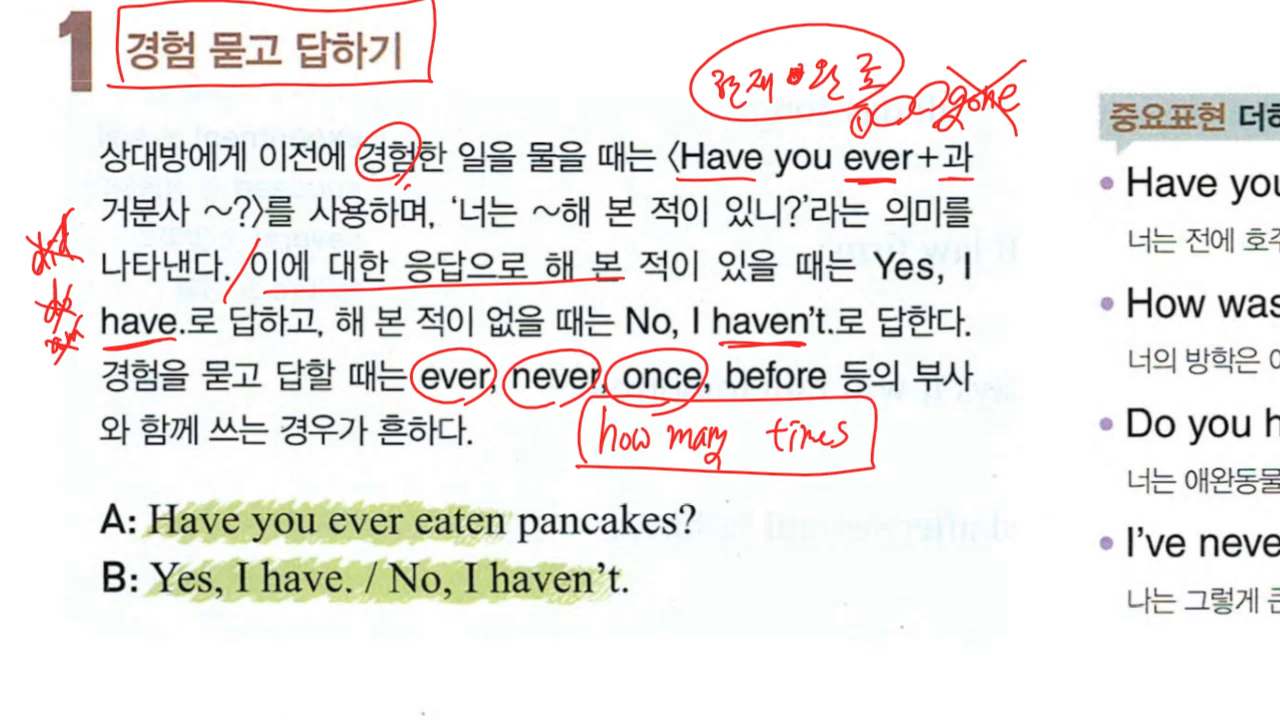 1 경험 묻고 답하기
현재 완료
gone
상대방에게 이전에 경험한 일을 물을 때는 〈Have you ever+과
거분사 ~?〉를 사용하며, ‘너는 ~해 본 적이 있니?’라는 의미를
나타낸다. 이에 대한 응답으로 해 본 적이 있을 때는 Yes, I
have.로 답하고, 해 본 적이 없을 때는 No, I haven't.로 답한다.
경험을 묻고 답할 때는 ever, never, once, before 등의 부사
와 함께 쓰는 경우가 흔하다.
how many times
A: Have you ever eaten pancakes?
B: Yes, I have. / No, I haven't.
중요표현
Have you
너는 전에 호주
How was
너의 방학은
Do you
너는 애완동물
I've neve
나는 그렇게